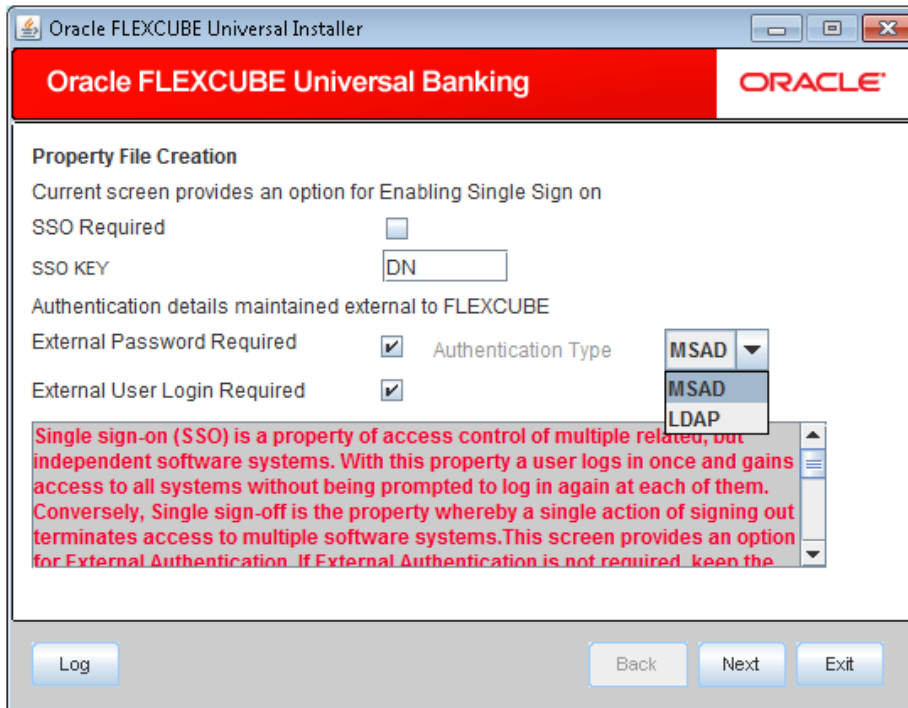 Oracle FLEXCUBE Universal Installer
Oracle FLEXCUBE Universal Banking
ORACLE
Property File Creation
Current screen provides an option for Enabling Single Sign on
SSO Required
SSO KEY
DN
Authentication details maintained external to FLEXCUBE
External Password Required
Authentication Type
MSAD
External User Login Required
MSAD
LDAP
Single sign-on (SSO) is a property of access control of multiple related, but
independent software systems. With this property a user logs in once and gains
access to all systems without being prompted to log in again at each of them.
Conversely, Single sign-off is the property whereby a single action of signing out
terminates access to multiple software systems.This screen provides an option
for External Authentication. If External Authentication is not required, keep the
Log
Back
Next
Exit